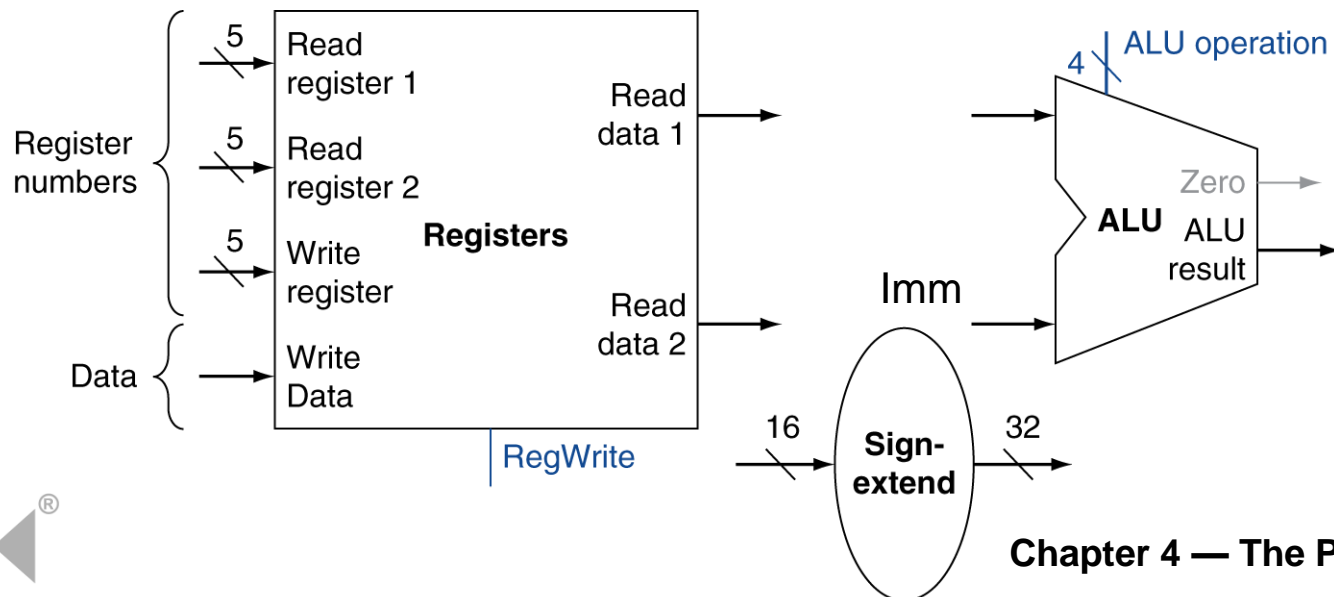 Register
numbers
Data
5
5
5
Read
register 1
Read
register 2
Write
register
Write
Data
Registers
Read
data 1
Read
data 2
RegWrite
Imm
16
Sign-
extend
32
4
ALU operation
Zero
ALU
ALU
result
®
Chapter 4 — The P